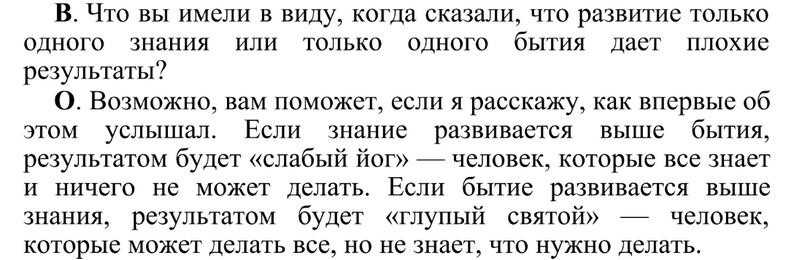 В. Что вы имели в виду, когда сказали, что развитие только
одного знания или только одного бытия дает плохие
результаты?
О. Возможно, вам поможет, если я расскажу, как впервые об
этом услышал. Если знание развивается выше бытия,
результатом будет «слабый йог» — человек, которые все знает
и ничего не может делать. Если бытие развивается выше
знания, результатом будет «глупый святой» — человек,
которые может делать все, но не знает, что нужно делать.